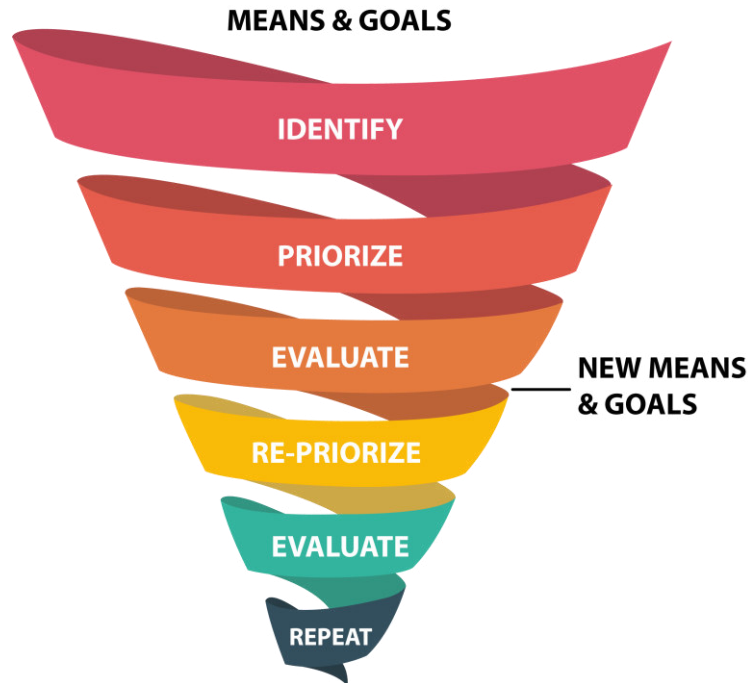 MEANS & GOALS
IDENTIFY
PRIORIZE
EVALUATE
NEW MEANS
& GOALS
RE-PRIORIZE
EVALUATE
REPEAT